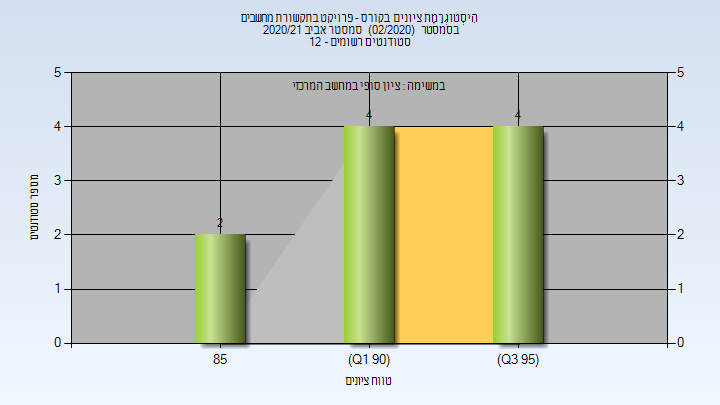 היסטוגרמת ציונים בקורס - פרויקט בתקשורת מחשבים
בסמסטר (02/2020) סמסטר אביב 2020/21
סטודנטים רשומים - 12
במשימה : ציון סופי במחשב המרכזי
5 5
4 4
3 3
2 2
1 1
0 0
2 4 4
מספר סטודנטים
85 (Q1 90) (Q3 95)
טווח ציונים